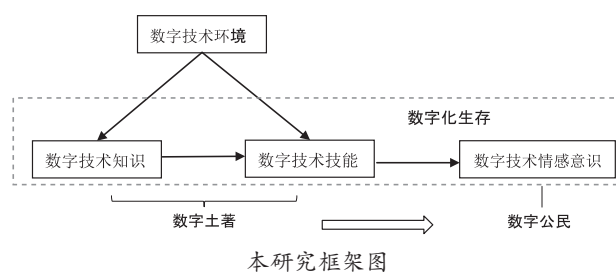 数字技术环境
数字化生存
数字技术知识
数字技术技能
数字技术情感意识
数字土著
数字公民
本研究框架图